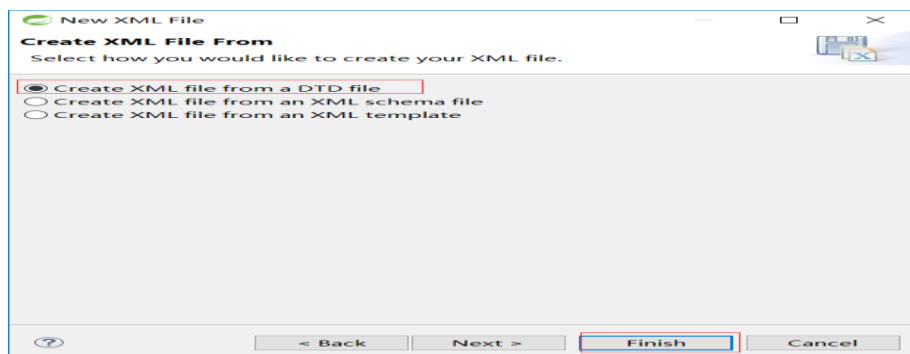 New XML File
Create XML File From
Select how you would like to create your XML file.
Create XML file from a DTD file
Create XML file from an XML schema file
Create XML file from an XML template
? < Back Next > Finish Cancel